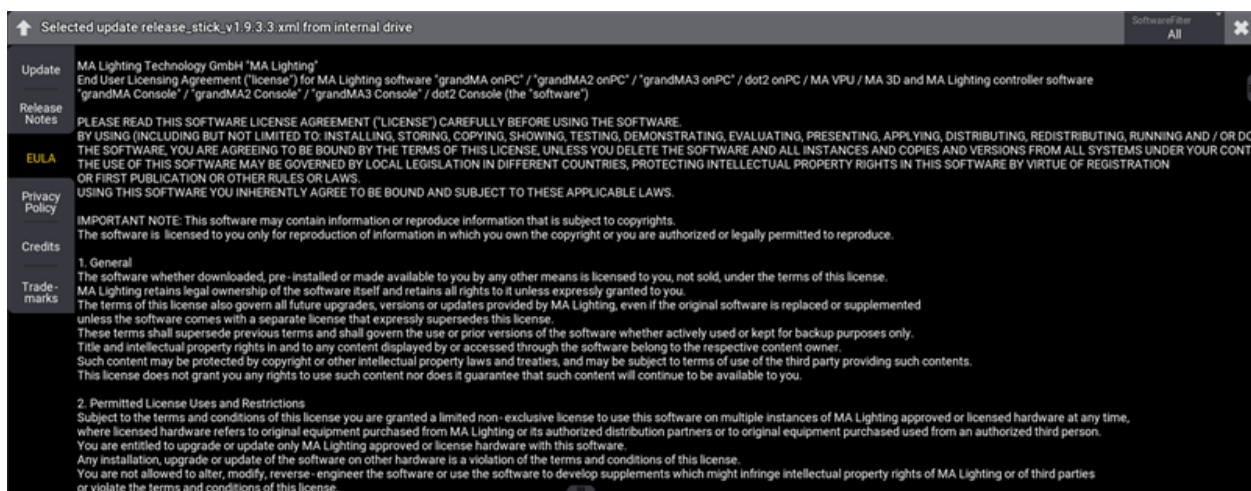 Selected update release_stick_v1.9.3.3.xml from internal drive
SoftwareFilter
All
Update
Release
Notes
EULA
Privacy
Policy
Credits
Trade-
marks
MA Lighting Technology GmbH "MA Lighting"
End User Licensing Agreement ("license") for MA Lighting software "grandMA onPC" / "grandMA2 onPC" / "grandMA3 onPC" / dot2 onPC / MA VPU / MA 3D and MA Lighting controller software
"grandMA Console" / "grandMA2 Console" / "grandMA3 Console" / dot2 Console (the "software")
PLEASE READ THIS SOFTWARE LICENSE AGREEMENT ("LICENSE") CAREFULLY BEFORE USING THE SOFTWARE.
BY USING (INCLUDING BUT NOT LIMITED TO: INSTALLING, STORING, COPYING, SHOWING, TESTING, DEMONSTRATING, EVALUATING, PRESENTING, APPLYING, DISTRIBUTING, REDISTRIBUTING, RUNNING AND / OR DO
THE SOFTWARE, YOU ARE AGREEING TO BE BOUND BY THE TERMS OF THIS LICENSE, UNLESS YOU DELETE THE SOFTWARE AND ALL INSTANCES AND COPIES AND VERSIONS FROM ALL SYSTEMS UNDER YOUR CONT
THE USE OF THIS SOFTWARE MAY BE GOVERNED BY LOCAL LEGISLATION IN DIFFERENT COUNTRIES, PROTECTING INTELLECTUAL PROPERTY RIGHTS IN THIS SOFTWARE BY VIRTUE OF REGISTRATION
OR FIRST PUBLICATION OR OTHER RULES OR LAWS.
USING THIS SOFTWARE YOU INHERENTLY AGREE TO BE BOUND AND SUBJECT TO THESE APPLICABLE LAWS.
IMPORTANT NOTE: This software may contain information or reproduce information that is subject to copyrights.
The software is licensed to you only for reproduction of information in which you own the copyright or you are authorized or legally permitted to reproduce.
1. General
The software whether downloaded, pre-installed or made available to you by any other means is licensed to you, not sold, under the terms of this license.
MA Lighting retains legal ownership of the software itself and retains all rights to it unless expressly granted to you.
The terms of this license also govern all future upgrades, versions or updates provided by MA Lighting, even if the original software is replaced or supplemented
unless the software comes with a separate license that expressly supersedes this license.
These terms shall supersede previous terms and shall govern the use or prior versions of the software whether actively used or kept for backup purposes only.
Title and intellectual property rights in and to any content displayed by or accessed through the software belong to the respective content owner.
Such content may be protected by copyright or other intellectual property laws and treaties, and may be subject to terms of use of the third party providing such contents.
This license does not grant you any rights to use such content nor does it guarantee that such content will continue to be available to you.
2. Permitted License Uses and Restrictions
Subject to the terms and conditions of this license you are granted a limited non-exclusive license to use this software on multiple instances of MA Lighting approved or licensed hardware at any time,
where licensed hardware refers to original equipment purchased from MA Lighting or its authorized distribution partners or to original equipment purchased used from an authorized third person.
You are entitled to upgrade or update only MA Lighting approved or license hardware with this software.
Any installation, upgrade or update of the software on other hardware is a violation of the terms and conditions of this license.
You are not allowed to alter, modify, reverse-engineer the software or use the software to develop supplements which might infringe intellectual property rights of MA Lighting or of third parties
or violate the terms and conditions of this license.